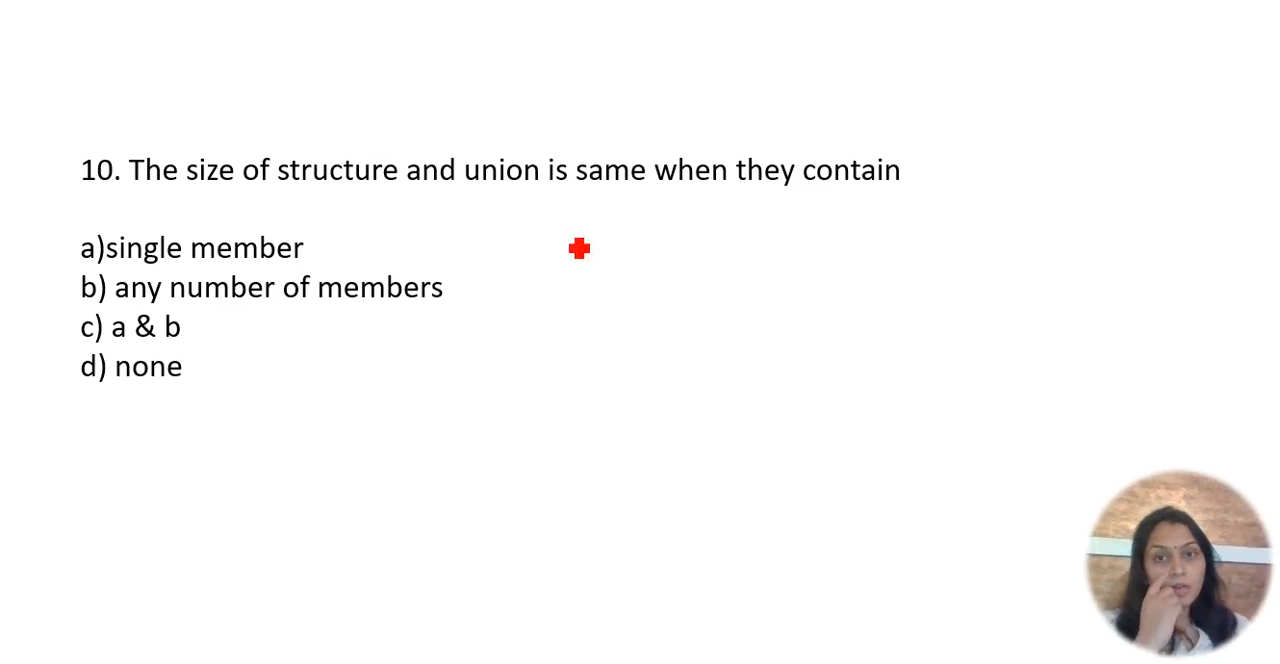 10. The size of structure and union is same when they contain
a)single member
b) any number of members
c) a & b
d) none